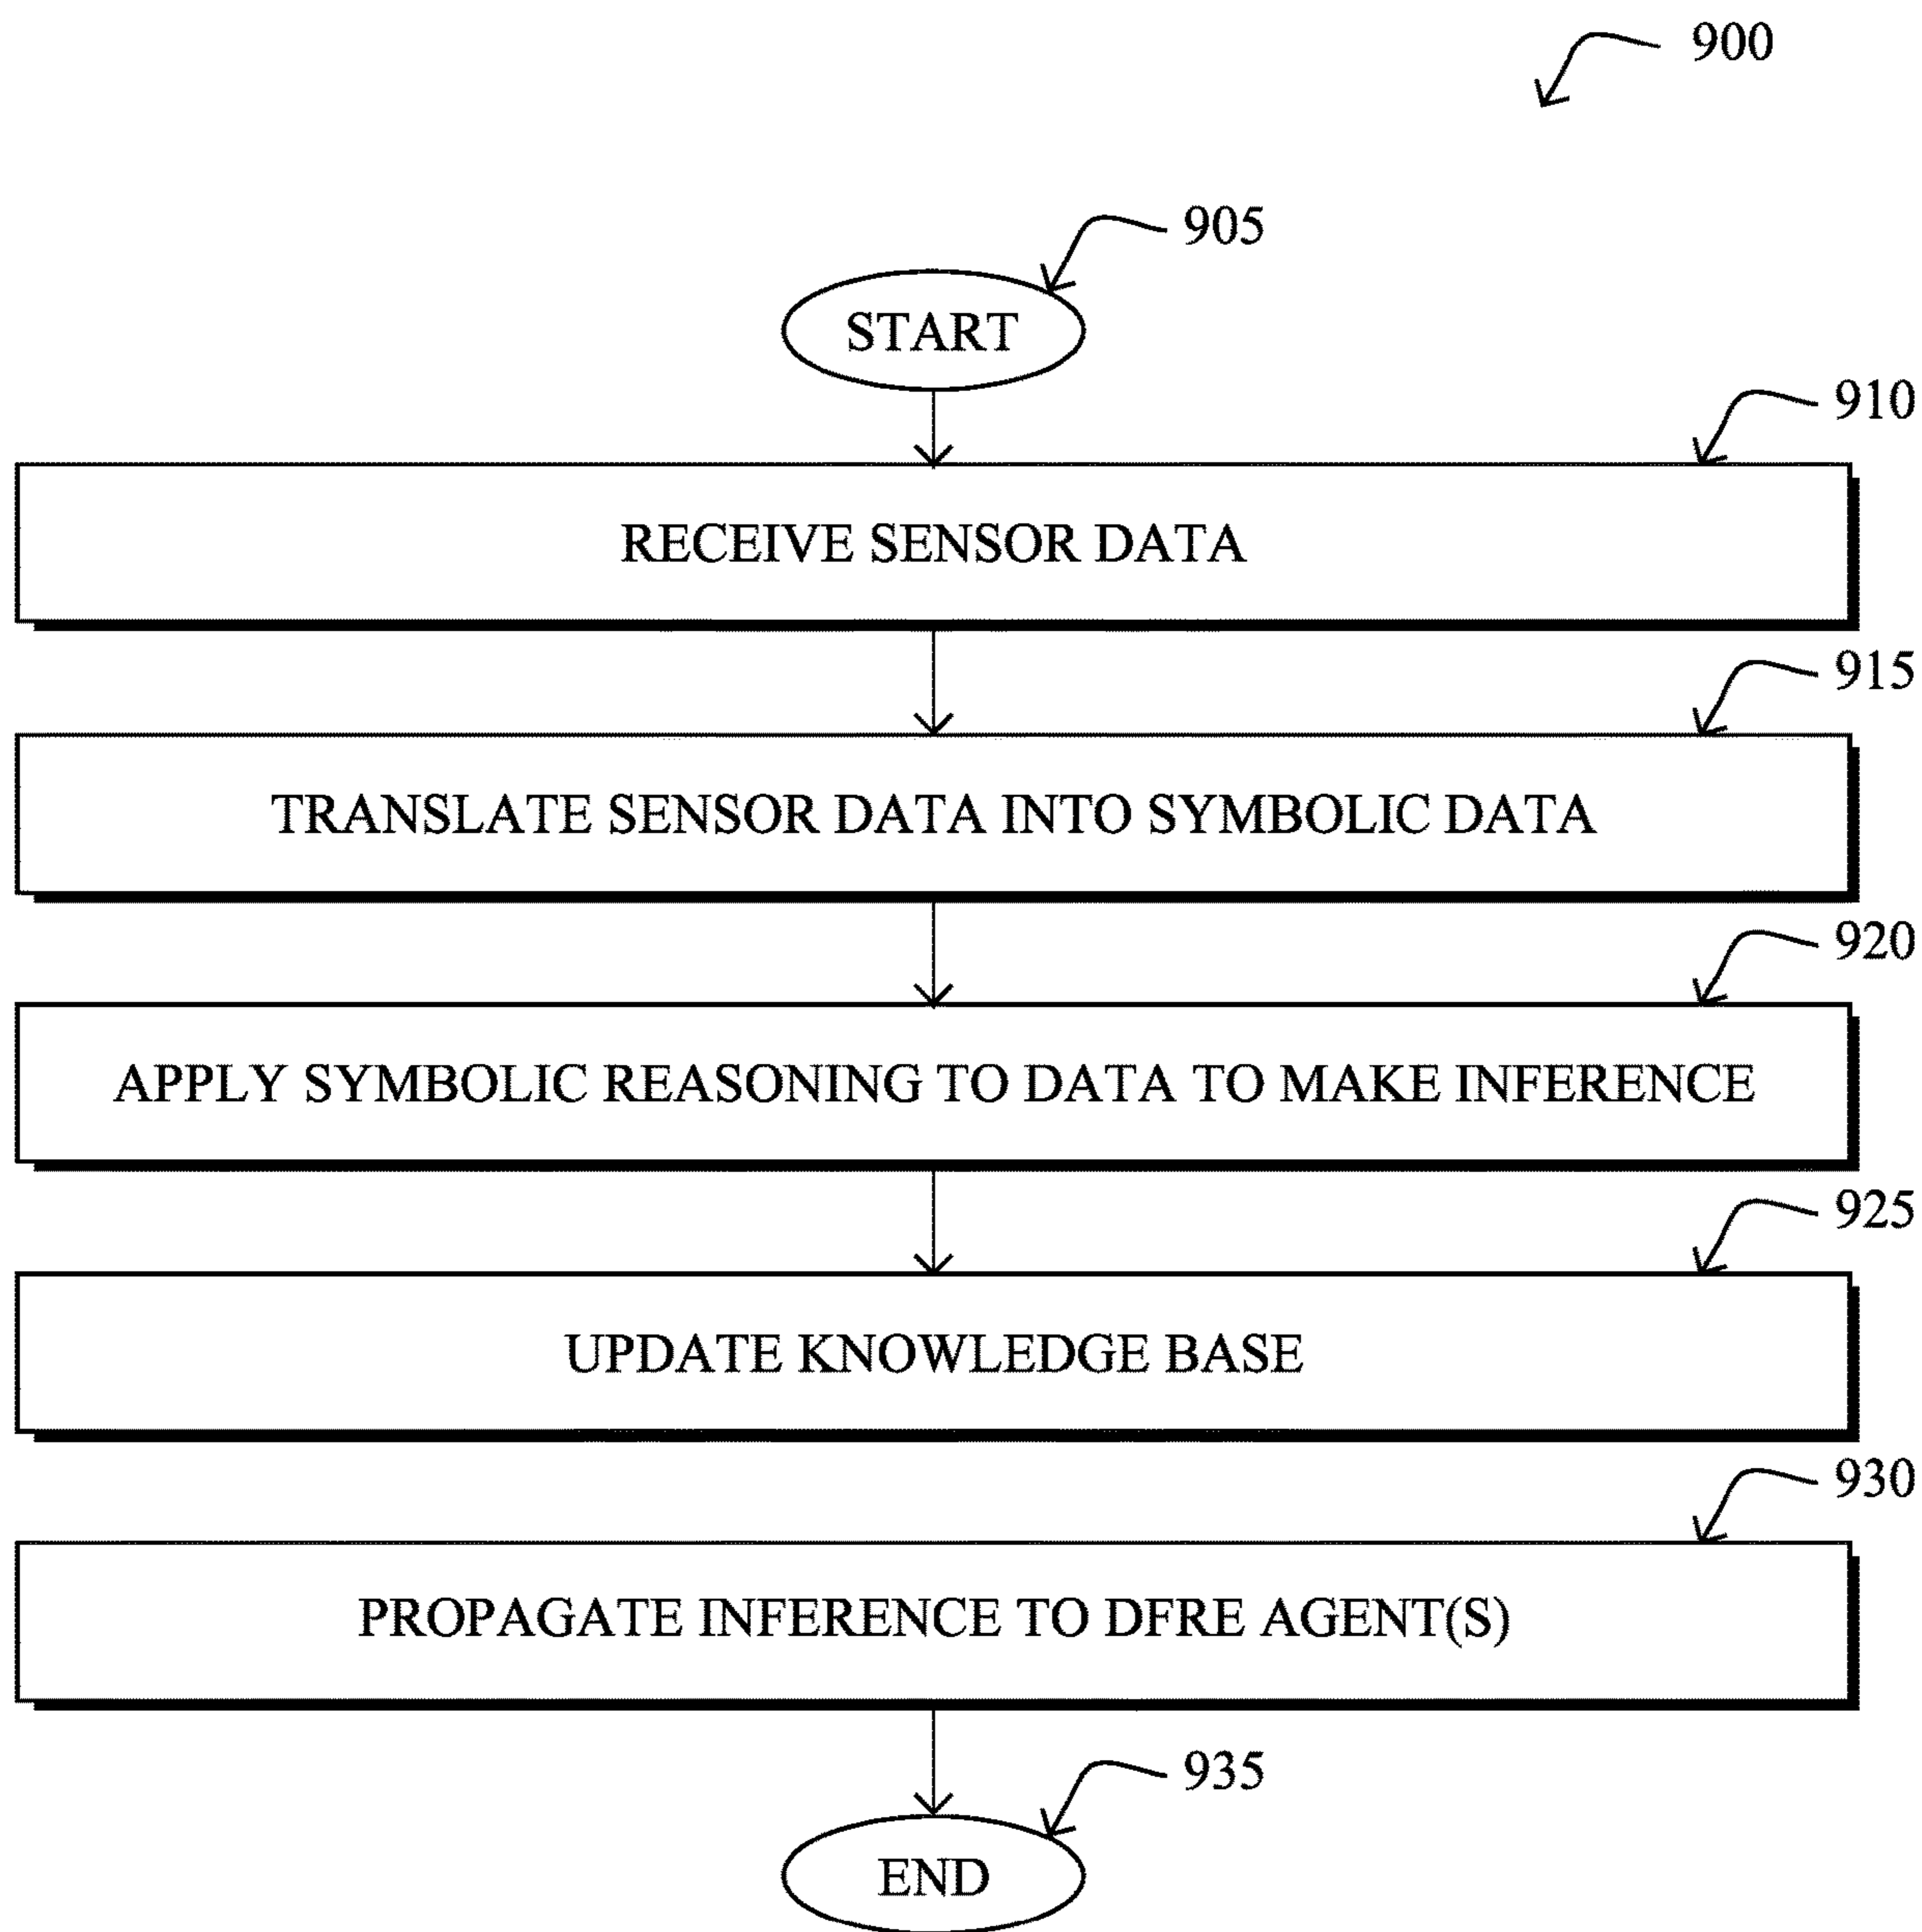 900
905
START
910
RECEIVE SENSOR DATA
915
TRANSLATE SENSOR DATA INTO SYMBOLIC DATA
920
APPLY SYMBOLIC REASONING TO DATA TO MAKE INFERENCE
925
UPDATE KNOWLEDGE BASE
930
PROPAGATE INFERENCE TO DFRE AGENT(S)
935
END